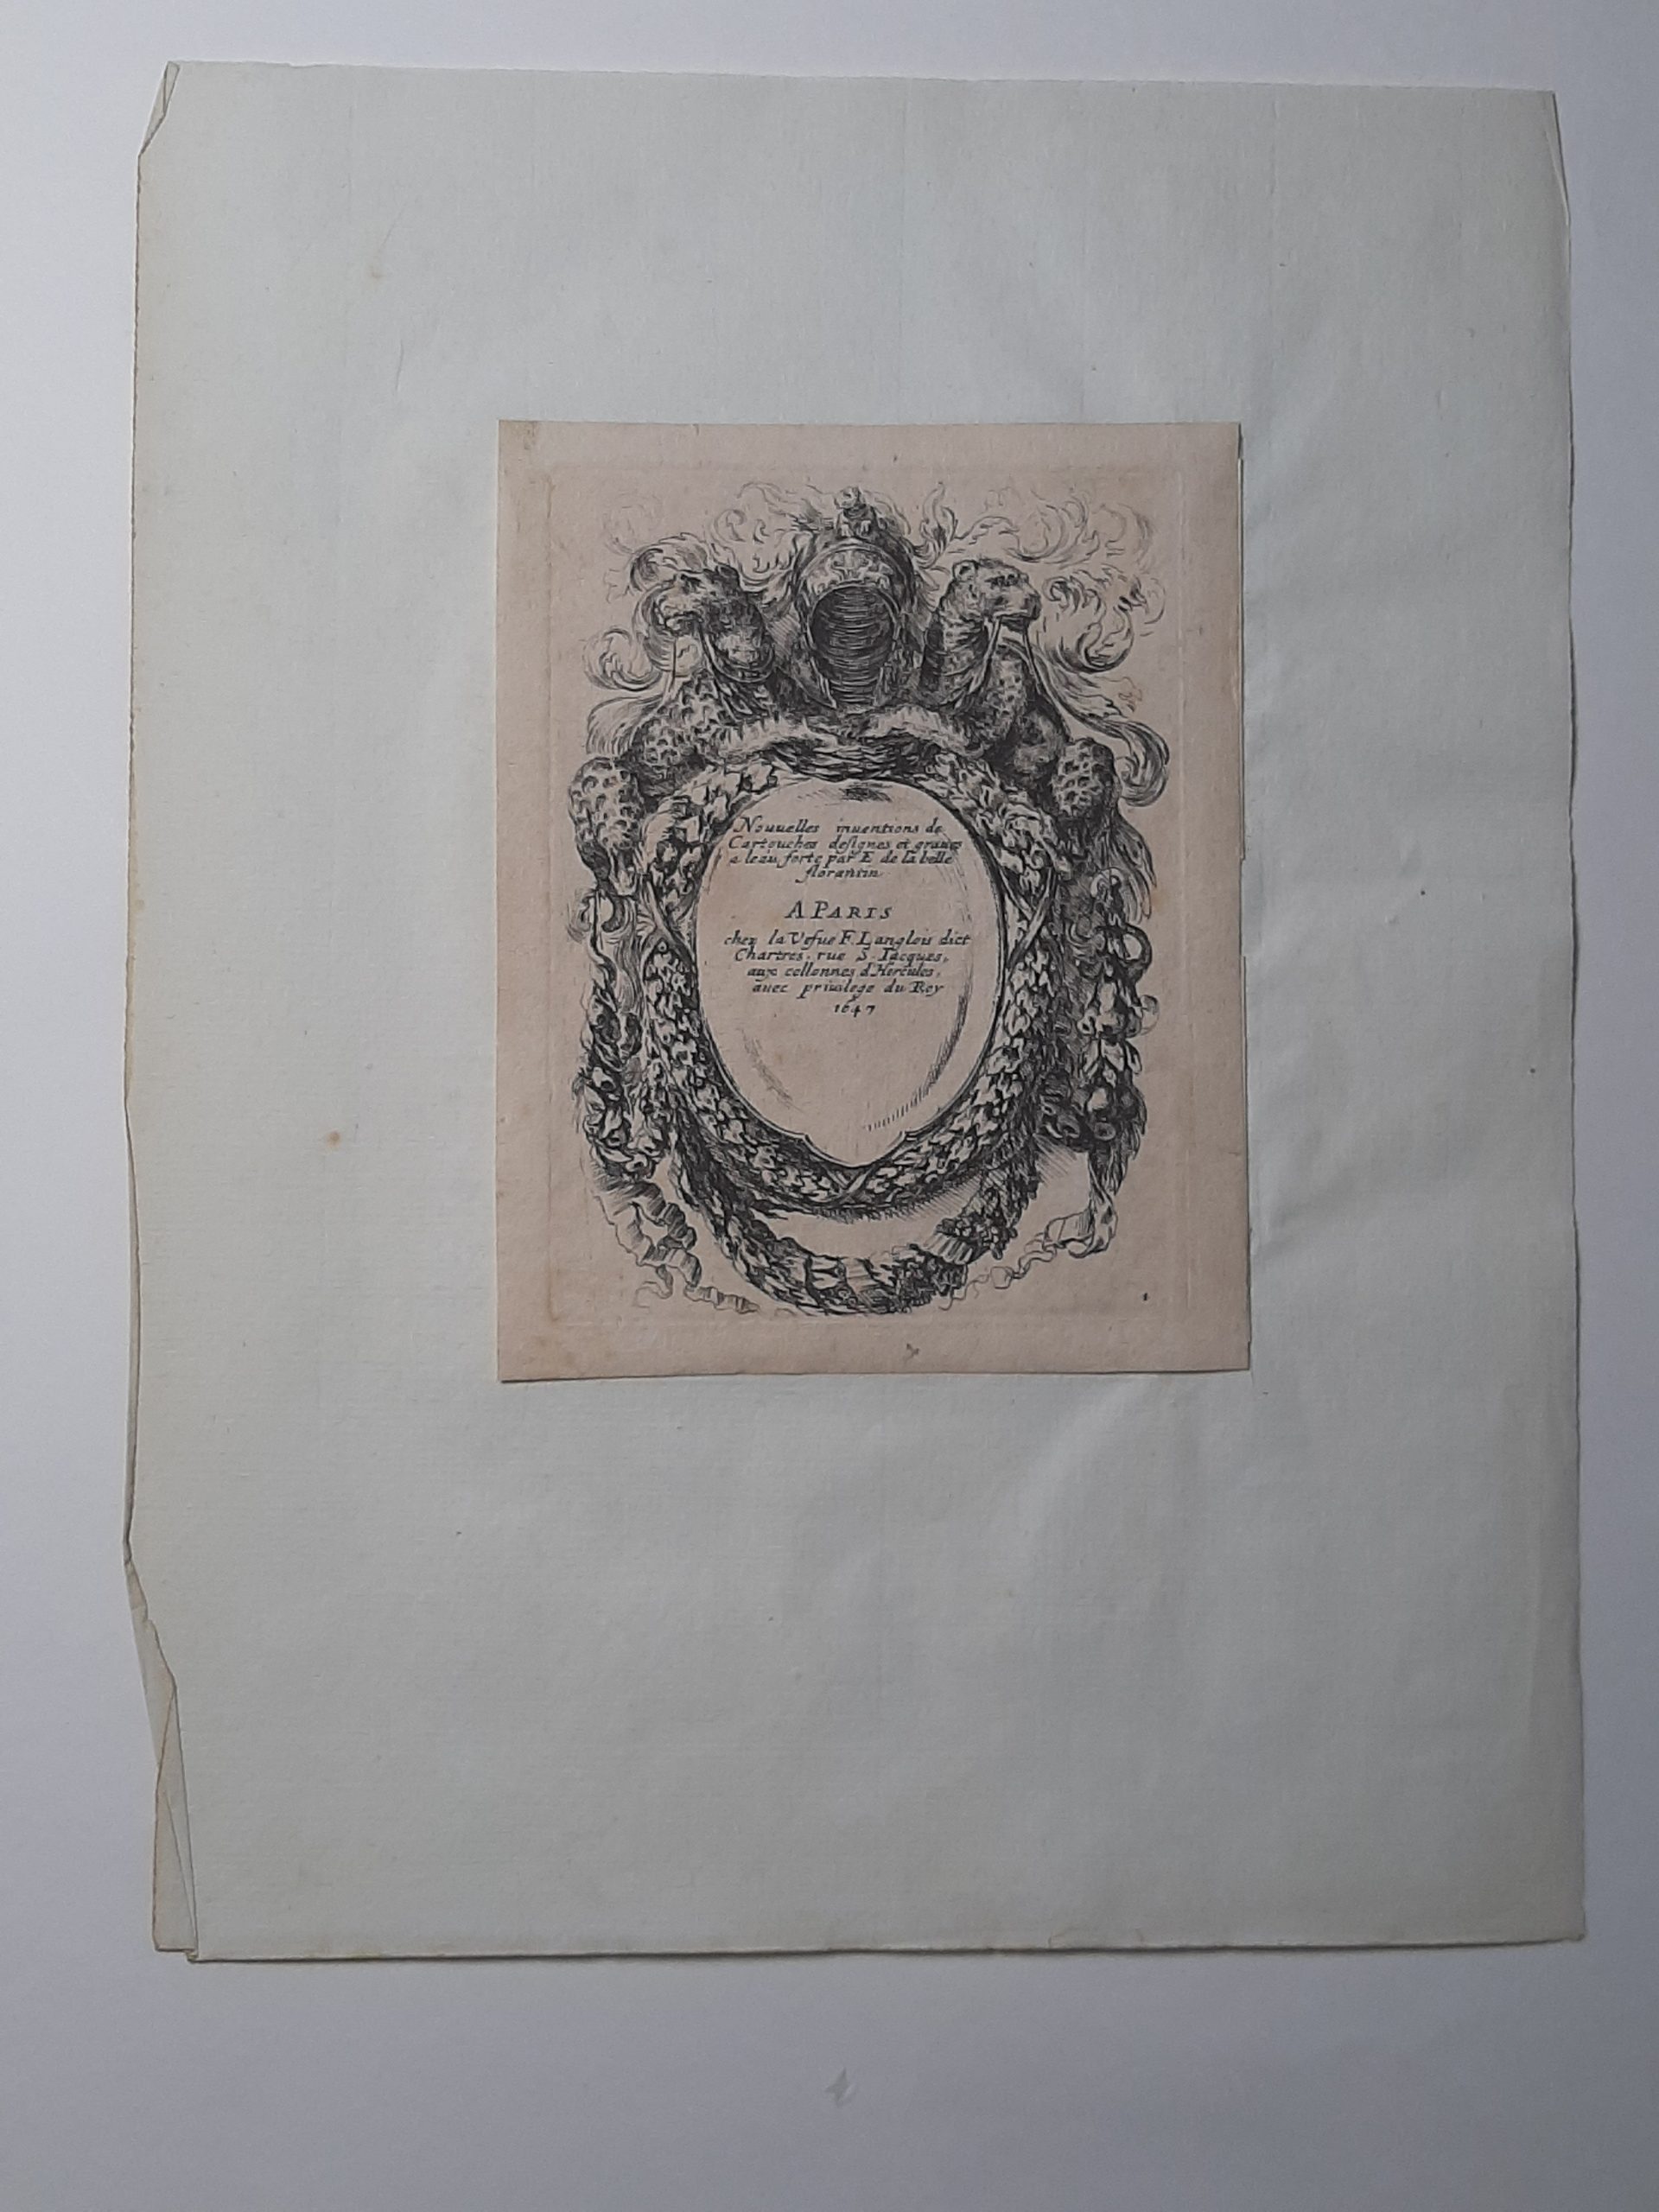 Nouuelles inuentions de
Cartouches designes et graues
a leau forte par E de la belle
florantin
A PARIS
chez la Vefue F. Langlois dict
Chartres. rue S. Iacques,
aux collonnes d'Hercules,
auec priuilege du Roy
1647